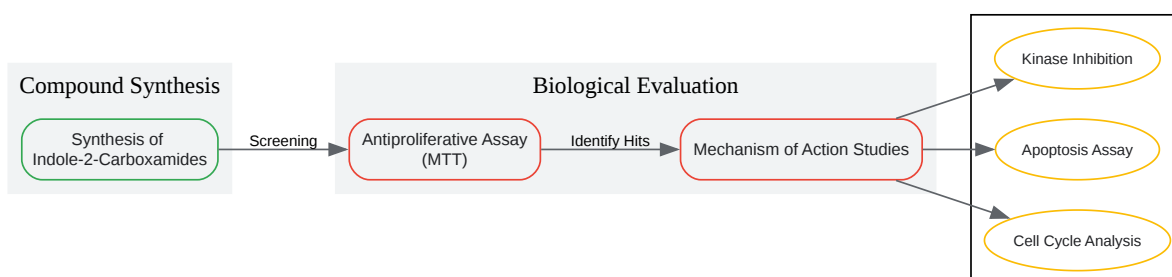 Compound Synthesis
Synthesis of
Indole-2-Carboxamides
Screening
Biological Evaluation
Antiproliferative Assay
(MTT)
Identify Hits
Mechanism of Action Studies
Kinase Inhibition
Apoptosis Assay
Cell Cycle Analysis